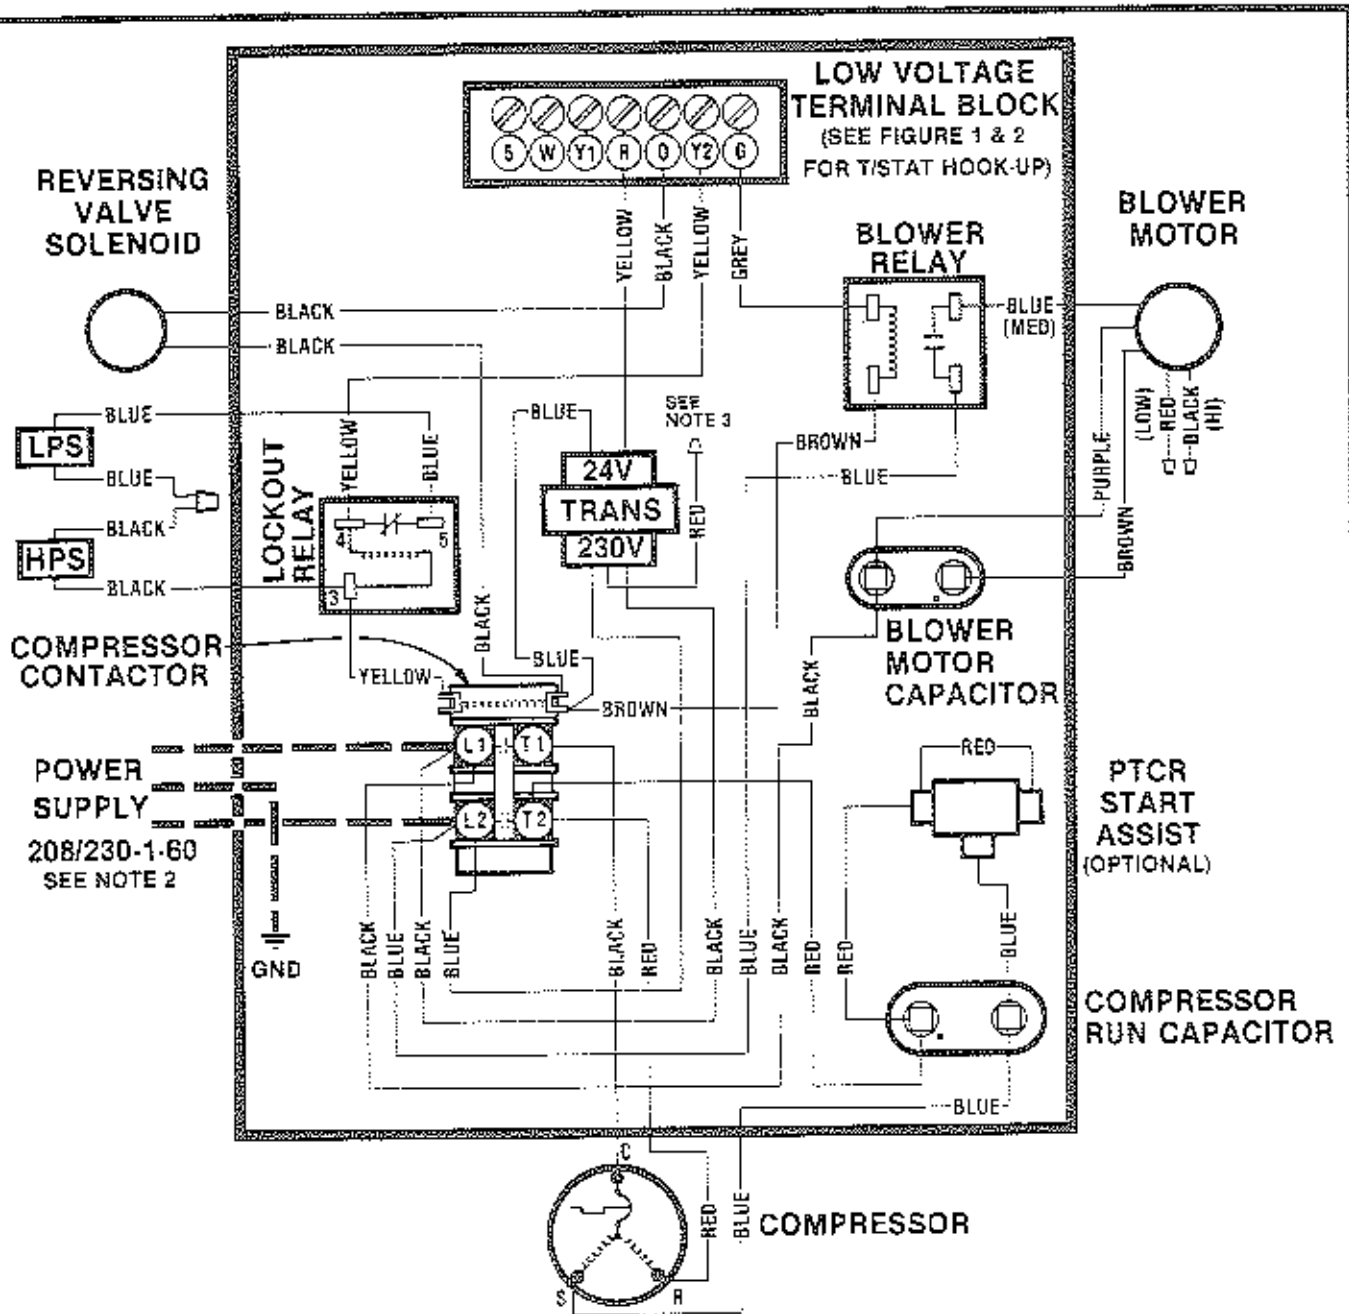 LOW VOLTAGE
TERMINAL BLOCK
(SEE FIGURE 1 & 2
FOR T/STAT HOOK-UP)
S W Y1 R O Y2 G
REVERSING
VALVE
SOLENOID
BLOWER
MOTOR
BLOWER
RELAY
YELLOW
BLACK
YELLOW
GREY
BLACK
BLACK
BLUE
(MED)
(LOW)
RED
BLACK
(HI)
BLUE
LPS
BLUE
BLACK
HPS
BLACK
LOCKOUT
RELAY
YELLOW
BLUE
4
5
3
BLUE
24V
TRANS
230V
SEE
NOTE 3
RED
BROWN
BLUE
PURPLE
BROWN
BLACK
BLUE
COMPRESSOR
CONTACTOR
YELLOW
BROWN
BLACK
BLOWER
MOTOR
CAPACITOR
L1 T1
L2 T2
POWER
SUPPLY
208/230-1-60
SEE NOTE 2
GND
RED
PTCR
START
ASSIST
(OPTIONAL)
BLACK
BLUE
BLACK
BLUE
BLACK
RED
BLACK
BLUE
BLACK
RED
RED
BLUE
COMPRESSOR
RUN CAPACITOR
BLUE
C
S
R
RED
BLUE
COMPRESSOR